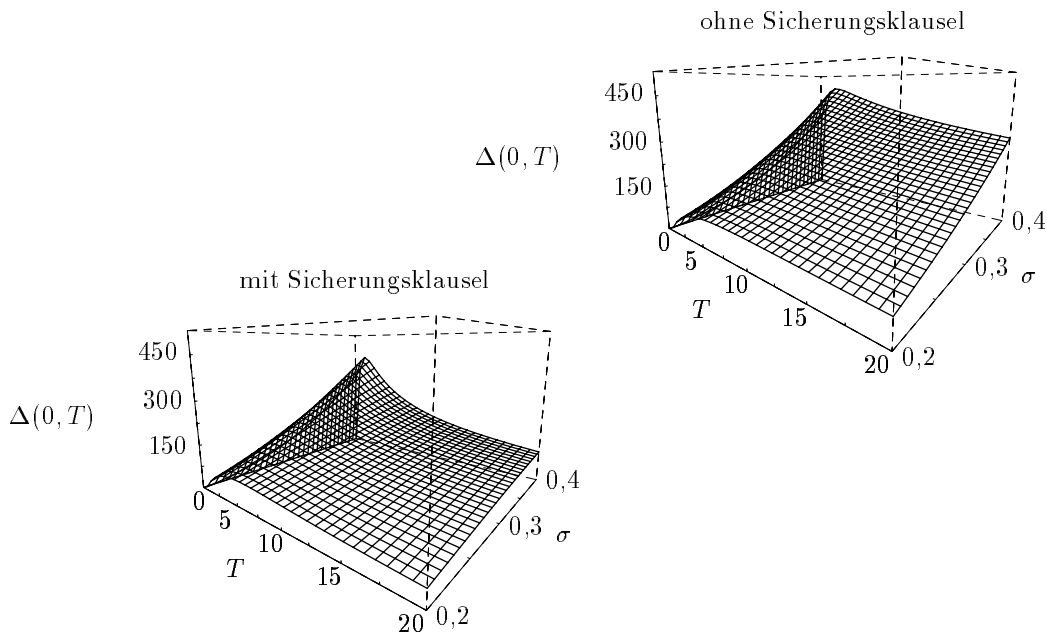 ohne Sicherungsklausel
450
300
150
Δ(0, T)
0
5
10
15
20
T
0,2
0,3
0,4
σ
mit Sicherungsklausel
450
300
150
Δ(0, T)
0
5
10
15
20
T
0,2
0,3
0,4
σ